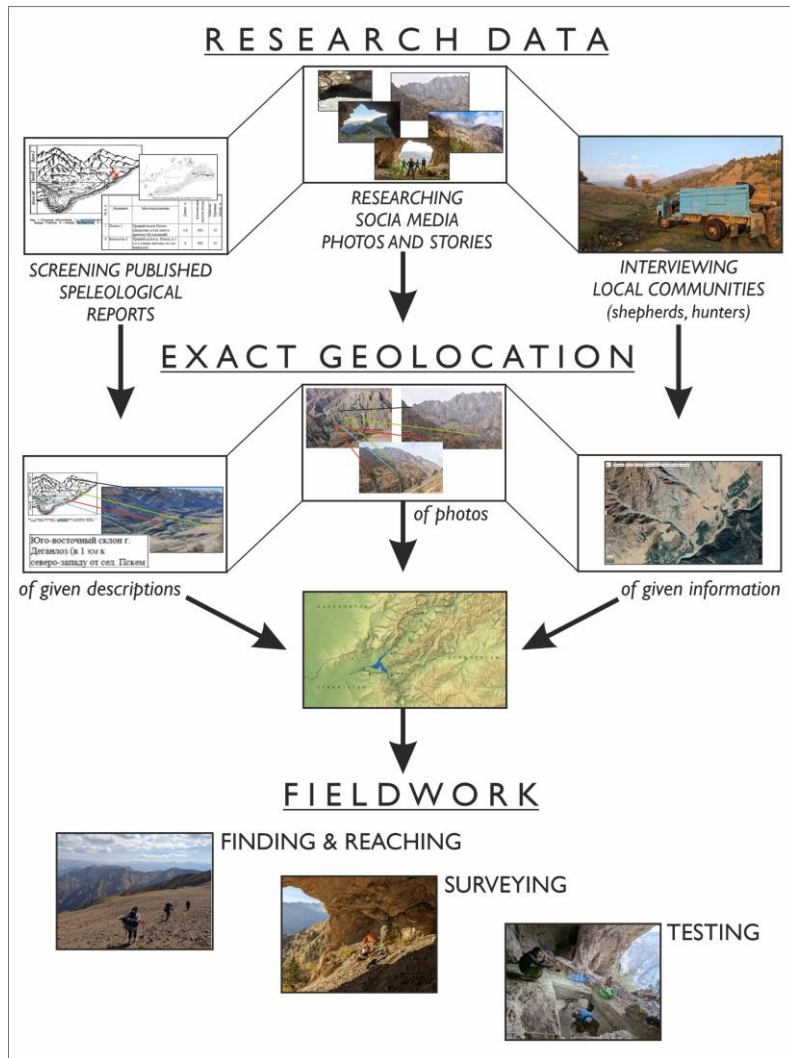 RESEARCH DATA
SCREENING PUBLISHED
SPELEOLOGICAL
REPORTS
RESEARCHING
SOCIA MEDIA
PHOTOS AND STORIES
INTERVIEWING
LOCAL COMMUNITIES
(shepherds, hunters)
EXACT GEOLOCATION
Юго-восточный склон г.
Деганлоз (в 1 км к
северо-западу от сел. Пскем
of given descriptions
of photos
of given information
FIELDWORK
FINDING & REACHING
SURVEYING
TESTING